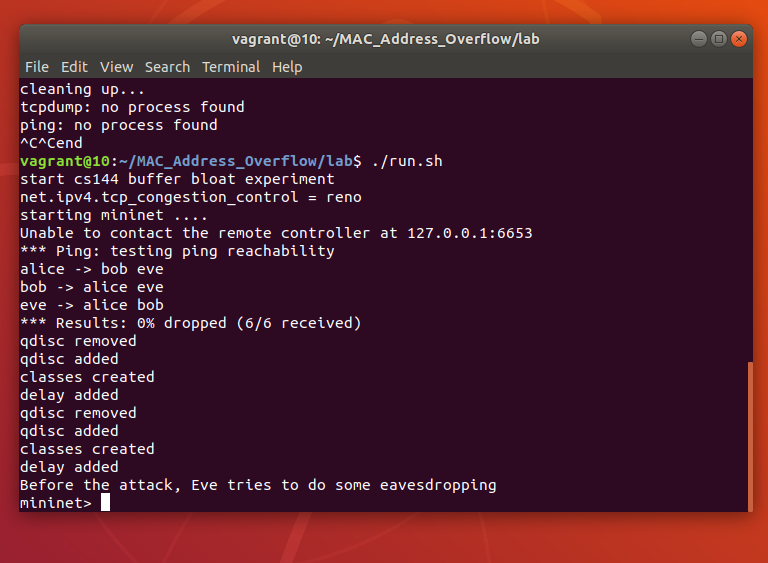 vagrant@10: ~/MAC_Address_Overflow/lab
File Edit View Search Terminal Help
cleaning up...
tcpdump: no process found
ping: no process found
^C^Cend
vagrant@10:~/MAC_Address_Overflow/lab$ ./run.sh
start cs144 buffer bloat experiment
net.ipv4.tcp_congestion_control = reno
starting mininet ....
Unable to contact the remote controller at 127.0.0.1:6653
*** Ping: testing ping reachability
alice -> bob eve
bob -> alice eve
eve -> alice bob
*** Results: 0% dropped (6/6 received)
qdisc removed
qdisc added
classes created
delay added
qdisc removed
qdisc added
classes created
delay added
Before the attack, Eve tries to do some eavesdropping
mininet>